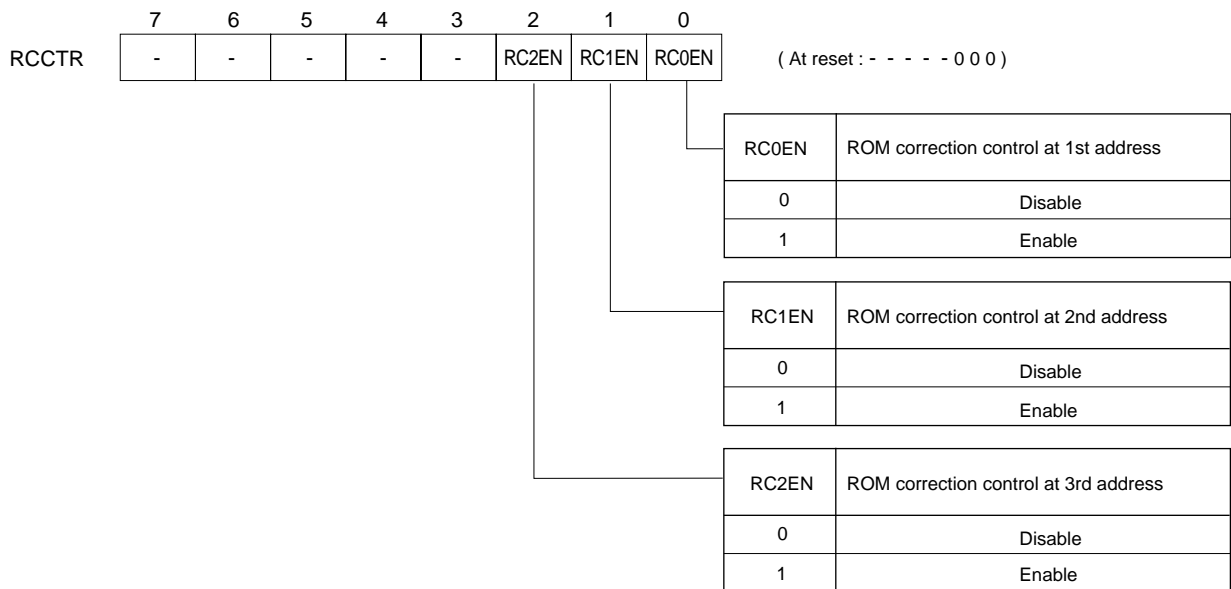 7 6 5 4 3 2 1 0
RCCTR - - - - - RC2EN RC1EN RC0EN ( At reset : - - - - - 0 0 0 )
RC0EN ROM correction control at 1st address
0 Disable
1 Enable
RC1EN ROM correction control at 2nd address
0 Disable
1 Enable
RC2EN ROM correction control at 3rd address
0 Disable
1 Enable